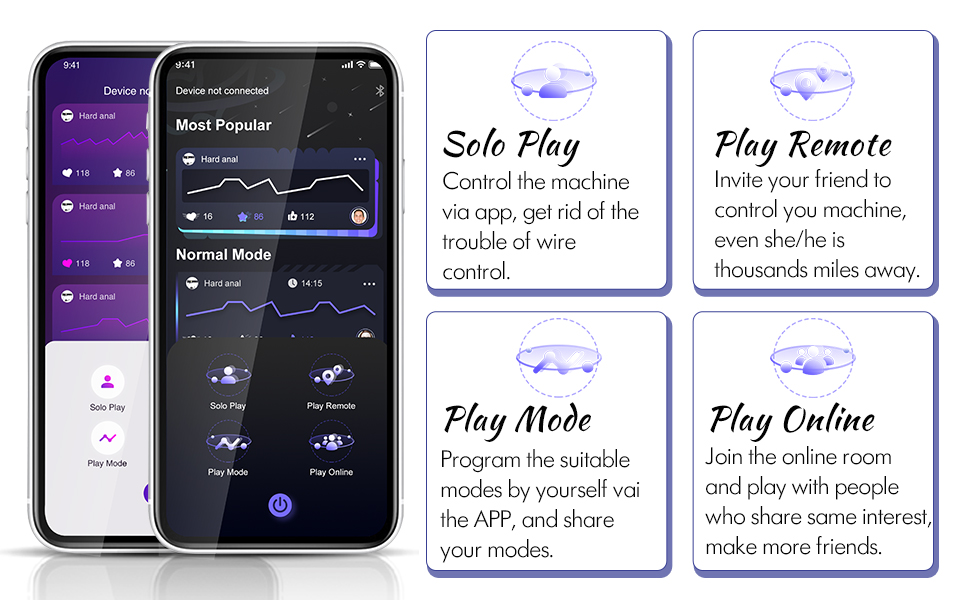 9:41
Device no
Hard anal
118 86
Hard anal
118 86
Hard anal
Solo Play
Play Mode
9:41
Device not connected
Most Popular
Hard anal
16 86 112
Normal Mode
Hard anal 14:15
Solo Play Play Remote
Play Mode Play Online
Solo Play
Control the machine
via app, get rid of the
trouble of wire
control.
Play Remote
Invite your friend to
control you machine,
even she/he is
thousands miles away.
Play Mode
Program the suitable
modes by yourself vai
the APP, and share
your modes.
Play Online
Join the online room
and play with people
who share same interest,
make more friends.